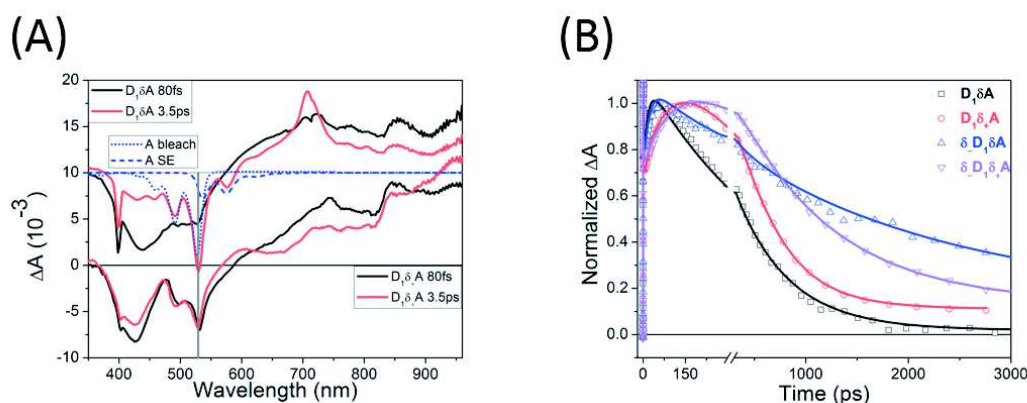 (A)
(B)
20
15
10
5
0
-5
-10
ΔA (10⁻³)
400 500 600 700 800 900
Wavelength (nm)
D₁δA 80fs
D₁δA 3.5ps
A bleach
A SE
D₁δ₊A 80fs
D₁δ₊A 3.5ps
1.0
0.8
0.6
0.4
0.2
0.0
Normalized ΔA
0 150 1000 2000 3000
Time (ps)
D₁δA
D₁δ₊A
δ₋D₁δA
δ₋D₁δ₊A